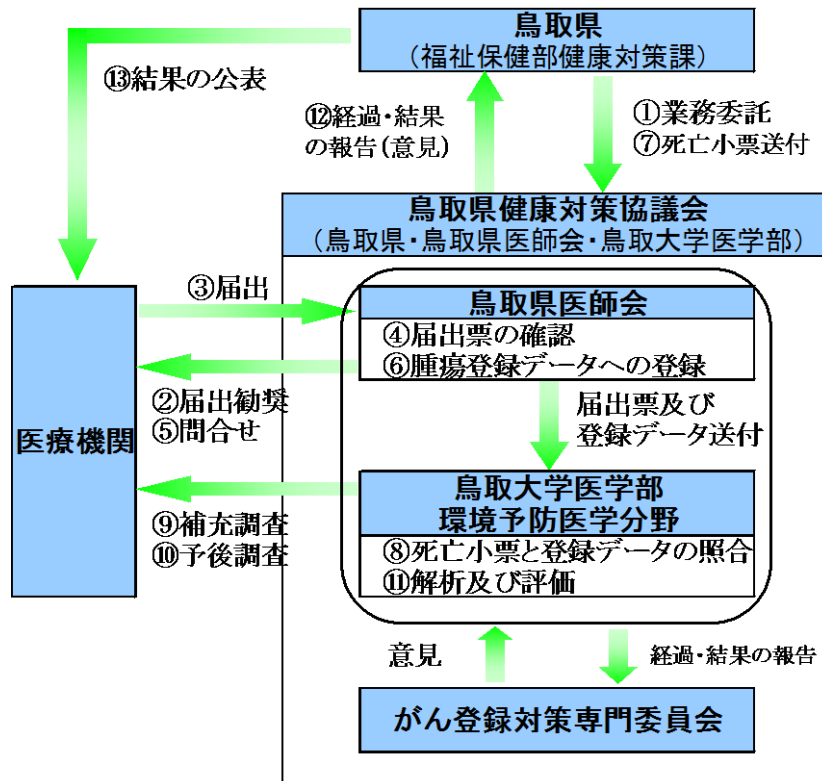 鳥取県
（福祉保健部健康対策課）
⑬結果の公表
⑫経過・結果
の報告（意見）
①業務委託
⑦死亡小票送付
鳥取県健康対策協議会
（鳥取県・鳥取県医師会・鳥取大学医学部）
③届出
鳥取県医師会
④届出票の確認
⑥腫瘍登録データへの登録
②届出勧奨
⑤問合せ
医療機関
届出票及び
登録データ送付
鳥取大学医学部
環境予防医学分野
⑧死亡小票と登録データの照合
⑪解析及び評価
⑨補充調査
⑩予後調査
意見
経過・結果の報告
がん登録対策専門委員会